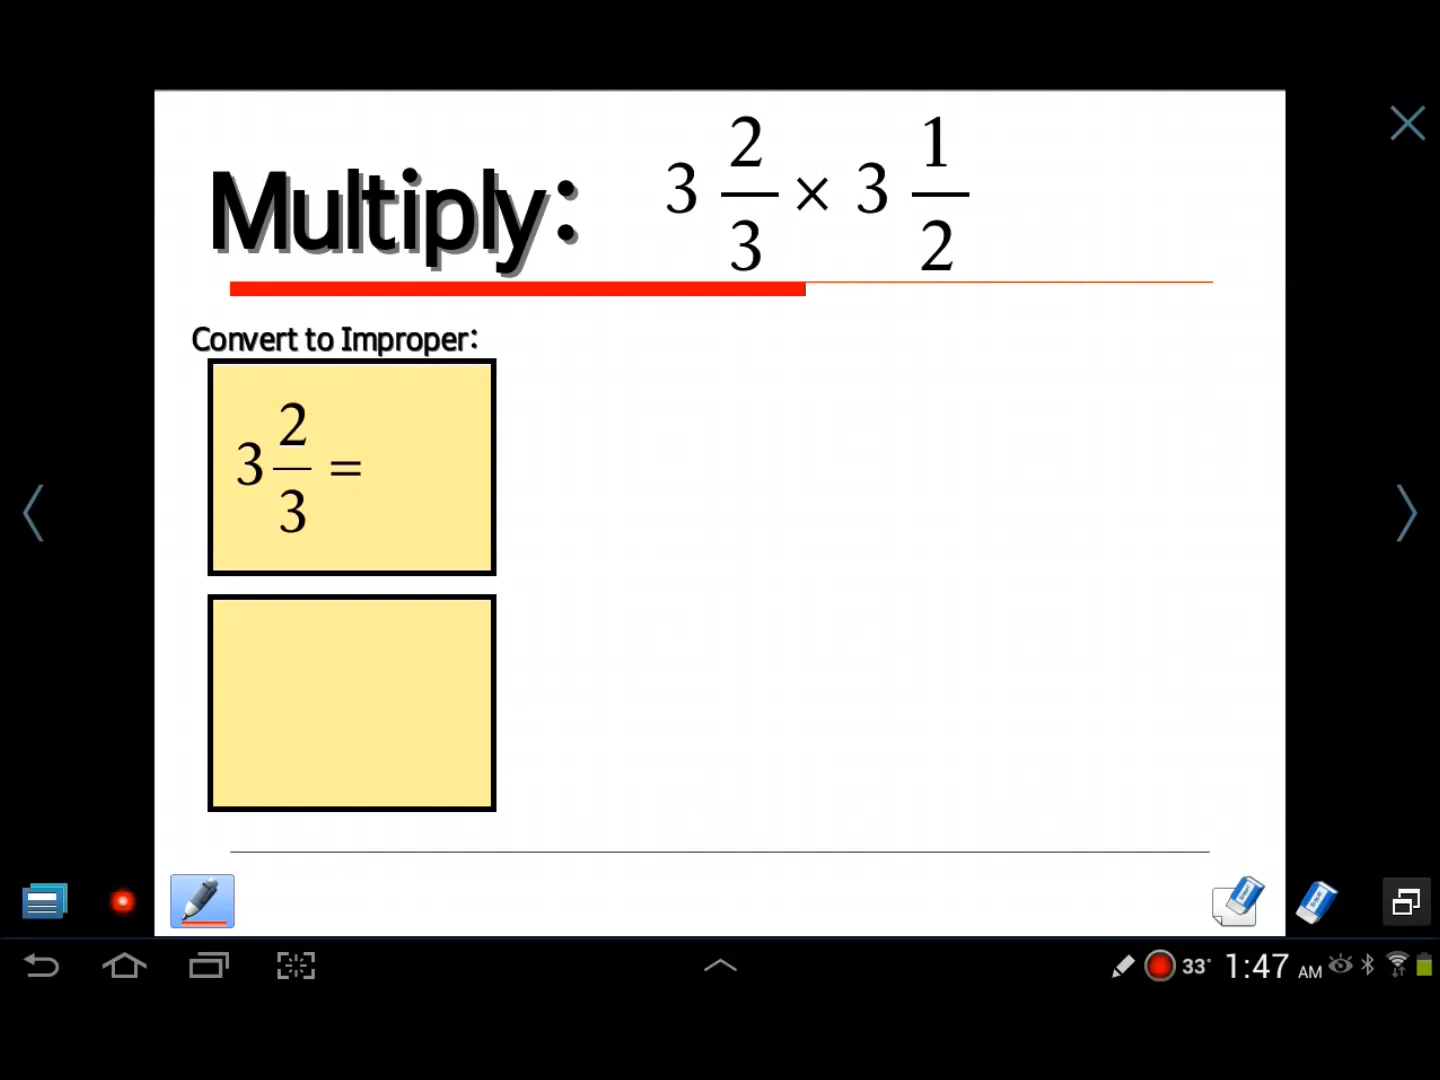 Multiply: 3 2/3 × 3 1/2
Convert to Improper:
3 2/3 =
33° 1:47 AM